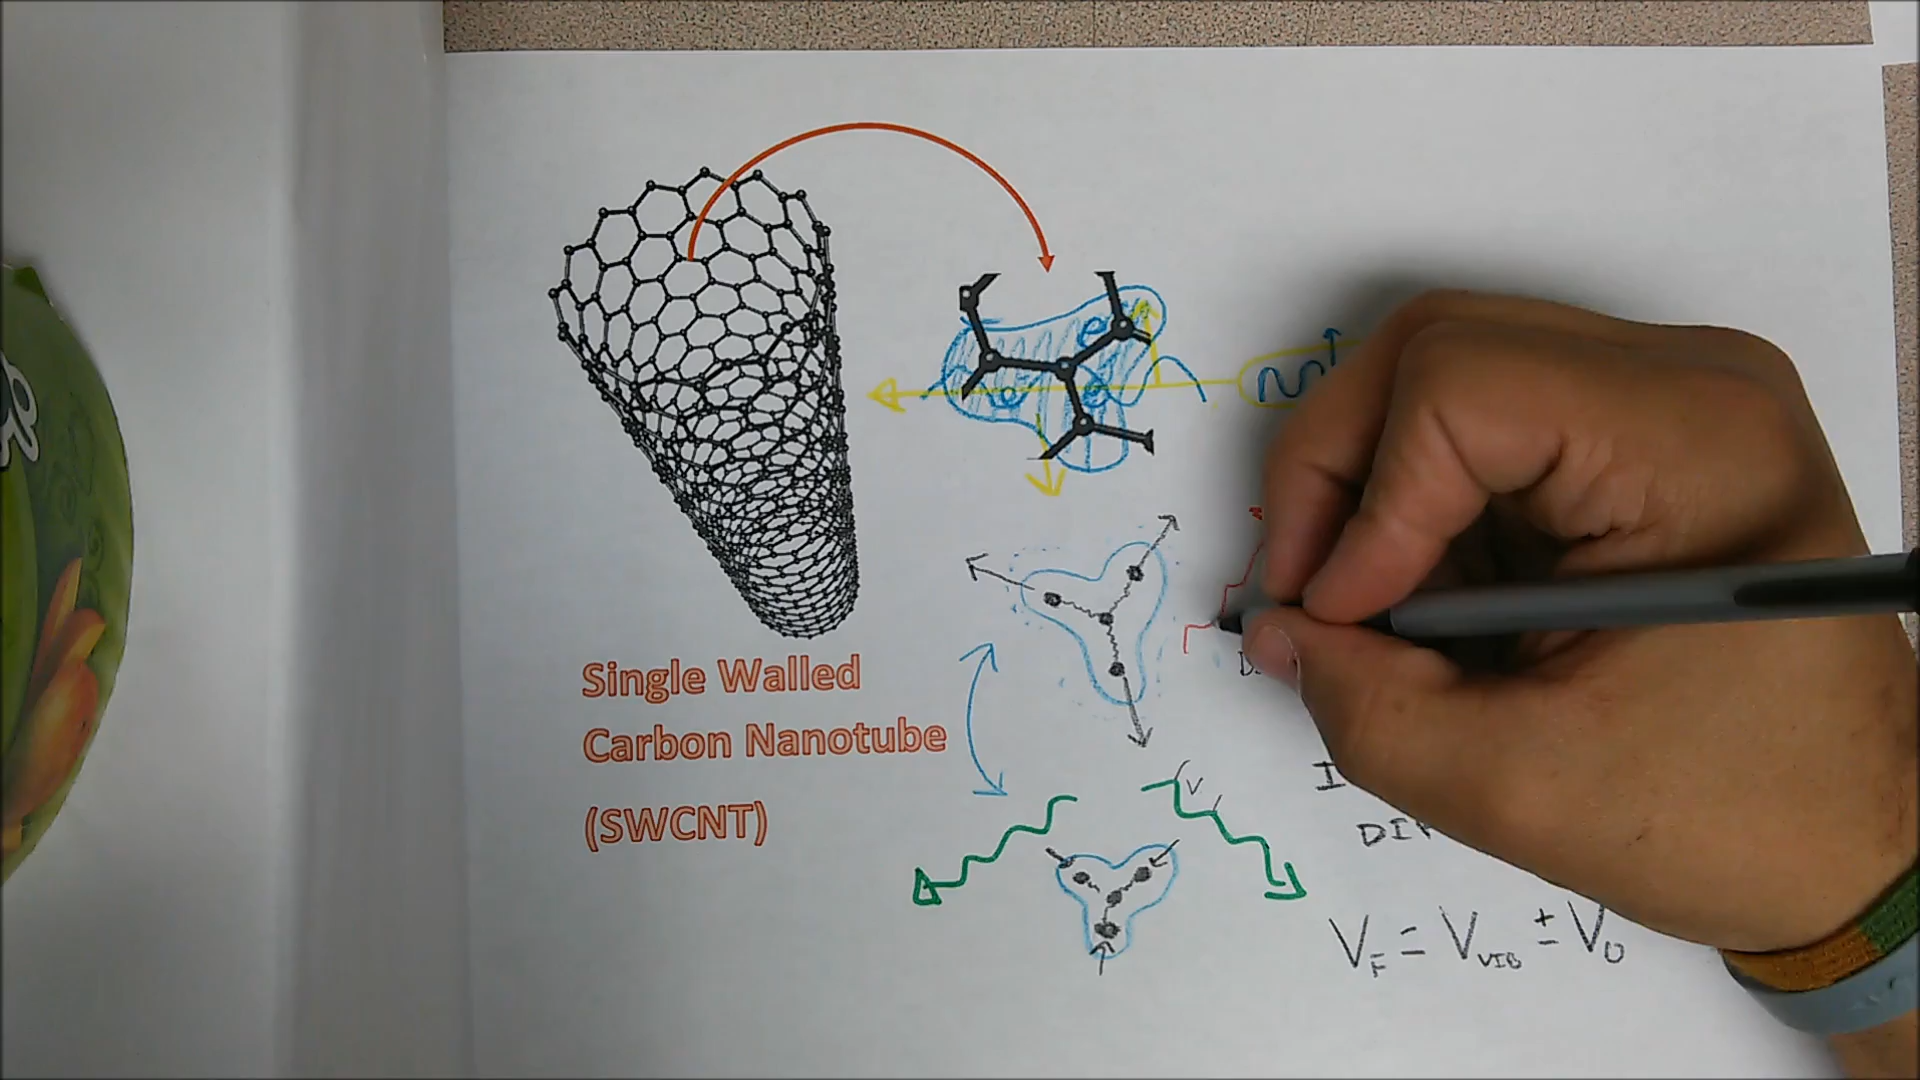 Single Walled
Carbon Nanotube
(SWCNT)
V
V_F = V_VIB ± V_0